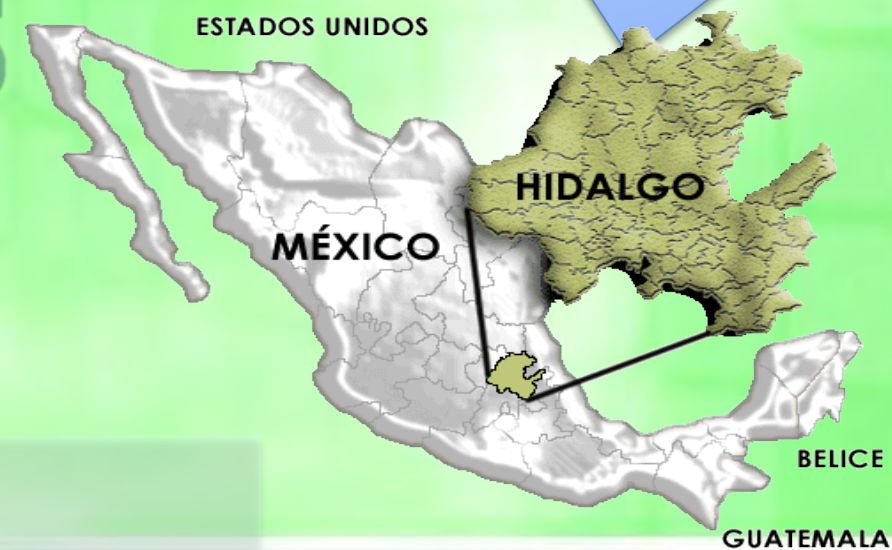 ESTADOS UNIDOS
HIDALGO
MÉXICO
BELICE
GUATEMALA